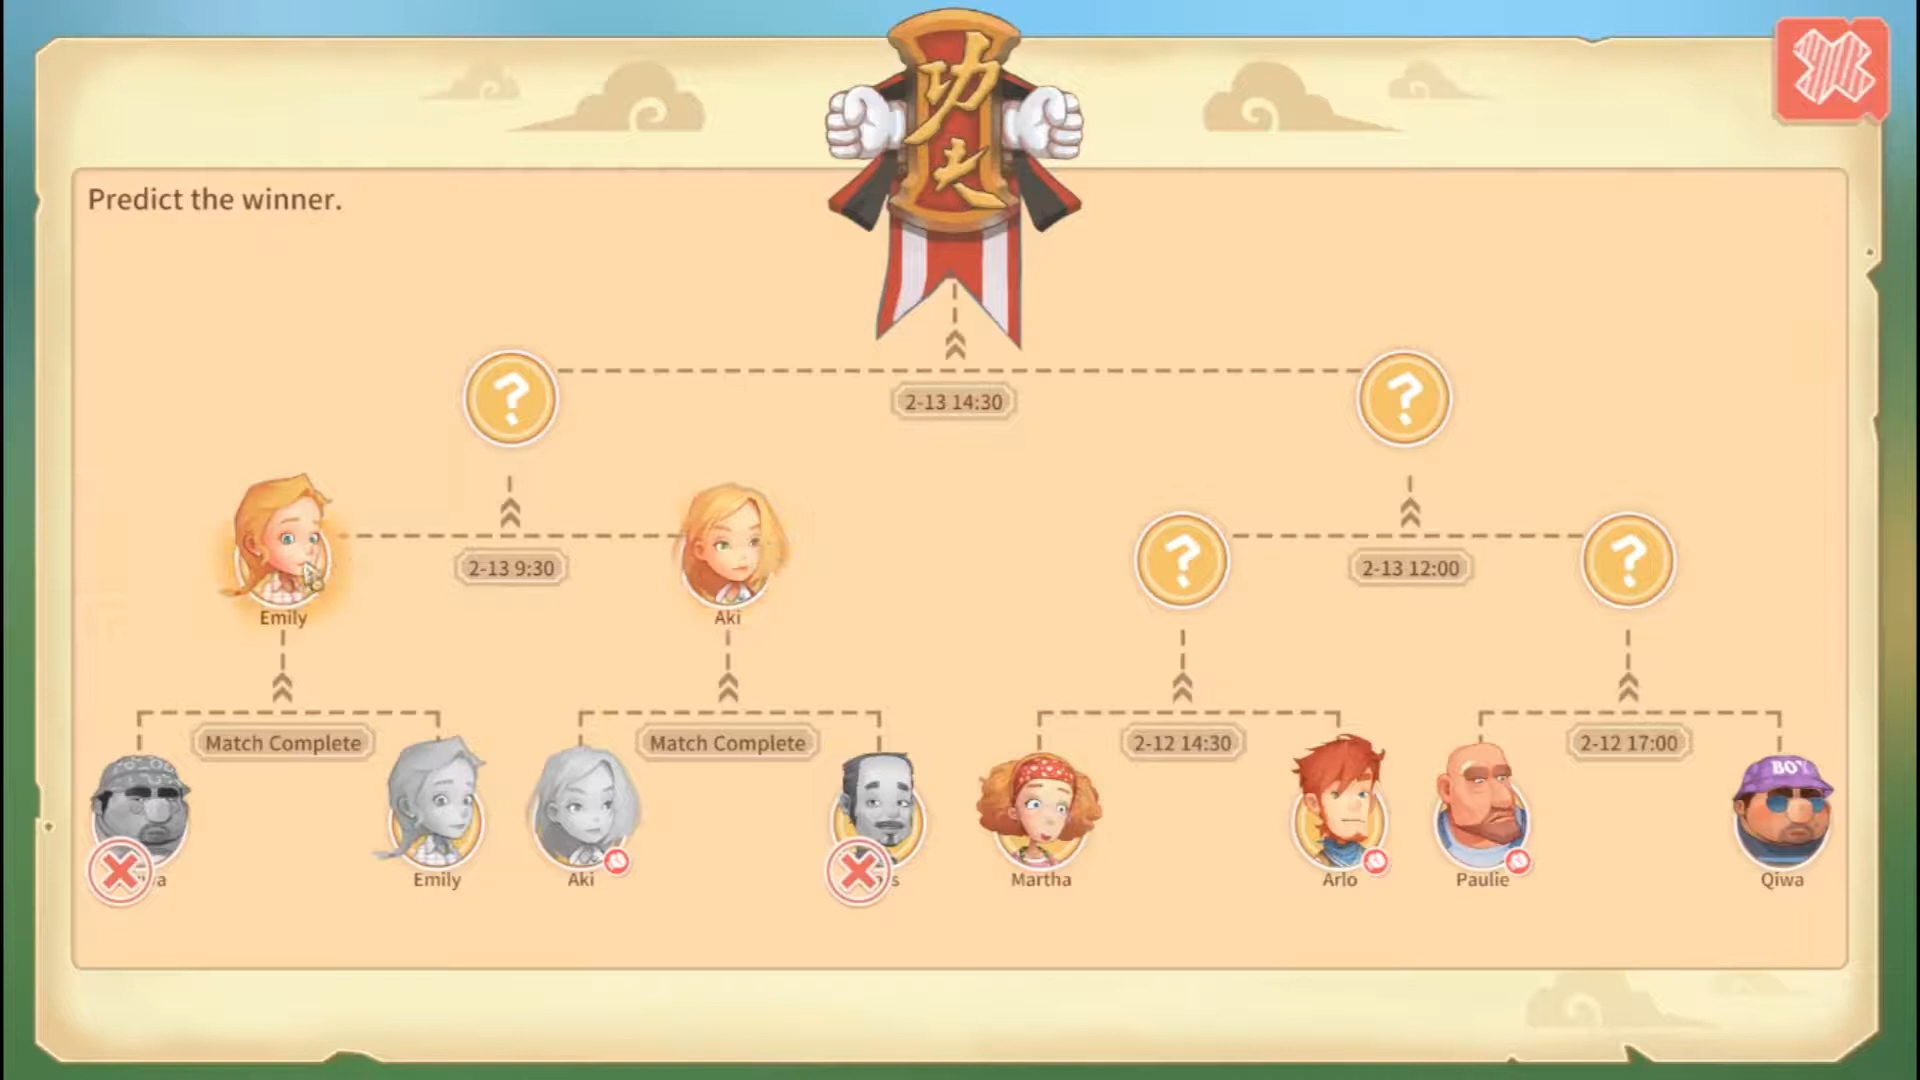 功夫
Predict the winner.
2-13 14:30
2-13 9:30
2-13 12:00
Emily
Aki
Match Complete
Match Complete
2-12 14:30
2-12 17:00
BOY
Emily
Aki
Martha
Arlo
Paulie
Qiwa